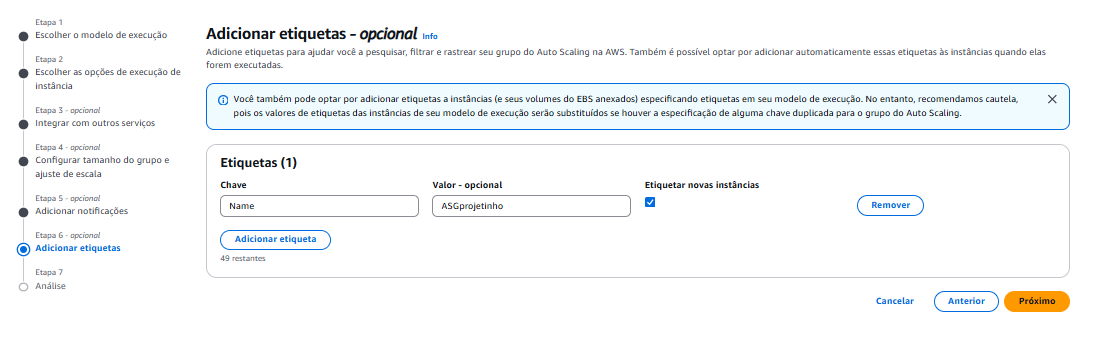 Etapa 1
Escolher o modelo de execução
Etapa 2
Escolher as opções de execução de
instância
Etapa 3 - opcional
Integrar com outros serviços
Etapa 4 - opcional
Configurar tamanho do grupo e
ajuste de escala
Etapa 5 - opcional
Adicionar notificações
Etapa 6 - opcional
Adicionar etiquetas
Etapa 7
Análise
Adicionar etiquetas - opcional Info
Adicione etiquetas para ajudar você a pesquisar, filtrar e rastrear seu grupo do Auto Scaling na AWS. Também é possível optar por adicionar automaticamente essas etiquetas às instâncias quando elas
forem executadas.
Você também pode optar por adicionar etiquetas a instâncias (e seus volumes do EBS anexados) especificando etiquetas em seu modelo de execução. No entanto, recomendamos cautela,
pois os valores de etiquetas das instâncias de seu modelo de execução serão substituídos se houver a especificação de alguma chave duplicada para o grupo do Auto Scaling.
Etiquetas (1)
Chave Valor - opcional Etiquetar novas instâncias
Name ASGprojetinho Remover
Adicionar etiqueta
49 restantes
Cancelar Anterior Próximo